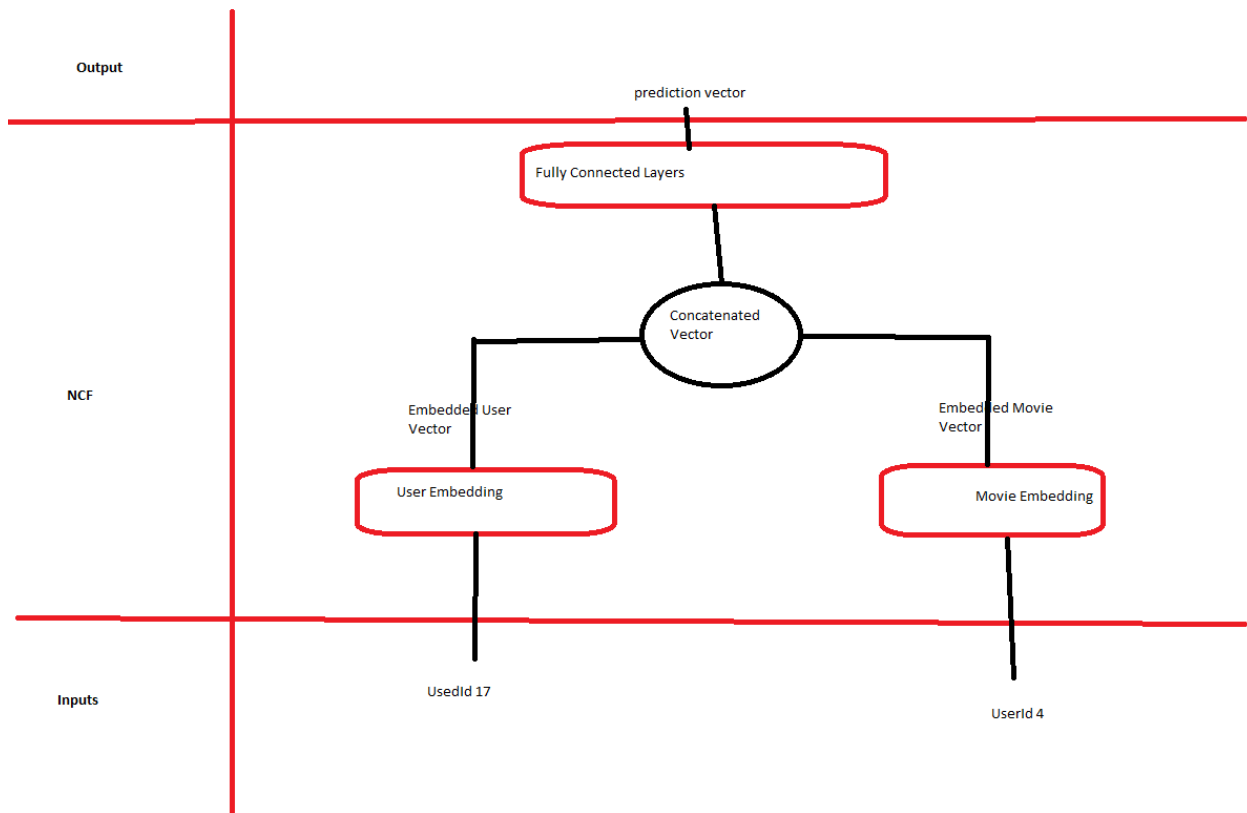 Output
prediction vector
Fully Connected Layers
Concatenated
Vector
NCF
Embedded User
Vector
Embedded Movie
Vector
User Embedding
Movie Embedding
Inputs
UsedId 17
UserId 4